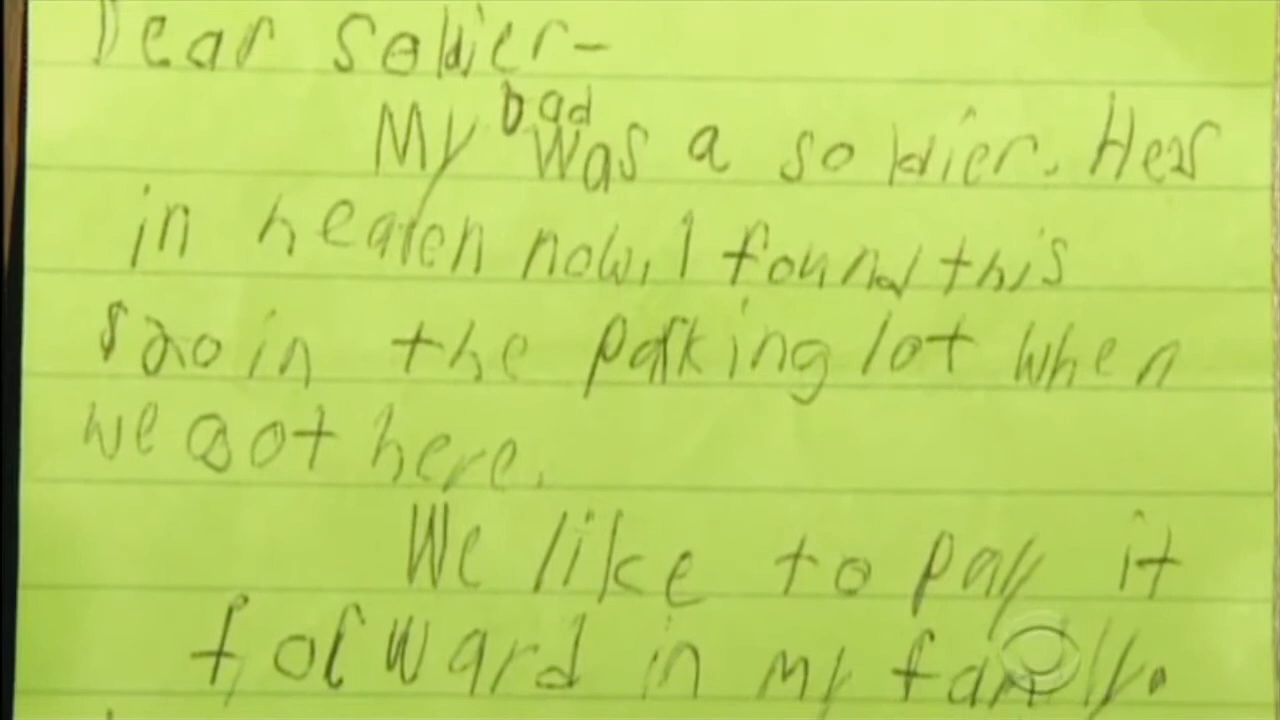 Dear soldier-
My Dad was a soldier. Hes
in heaven now. I found this
$20 in the parking lot when
we got here.
We like to pay it
forward in my family.